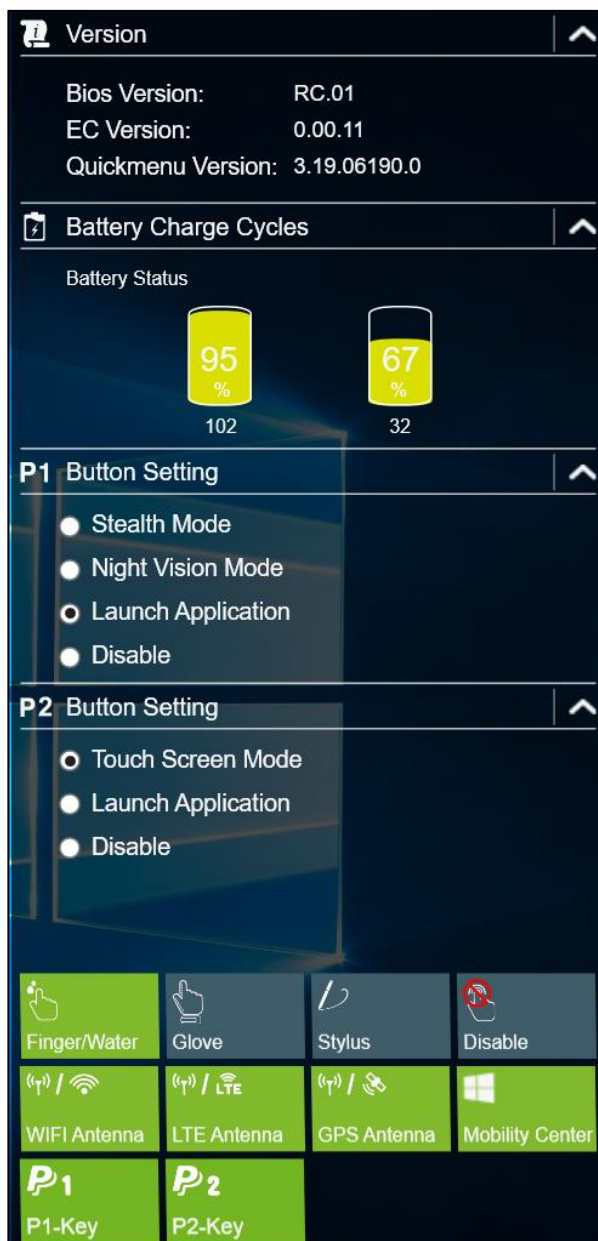 Version
Bios Version: RC.01
EC Version: 0.00.11
Quickmenu Version: 3.19.06190.0
Battery Charge Cycles
Battery Status
95 % 67 %
102 32
P1 Button Setting
Stealth Mode
Night Vision Mode
Launch Application
Disable
P2 Button Setting
Touch Screen Mode
Launch Application
Disable
Finger/Water Glove Stylus Disable
LTE
WIFI Antenna LTE Antenna GPS Antenna Mobility Center
P1 P2
P1-Key P2-Key